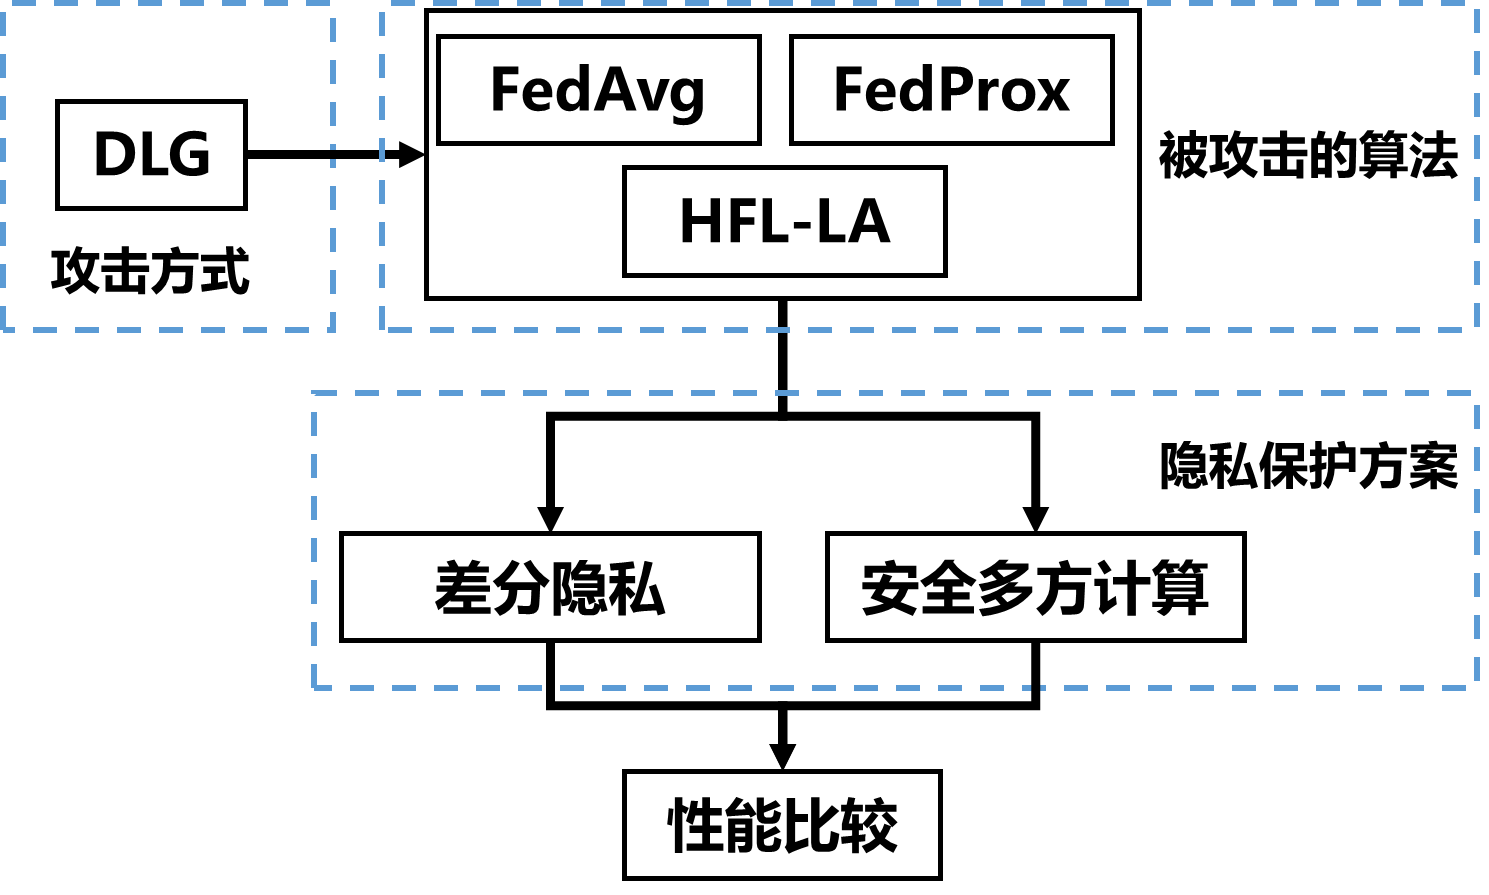 FedAvg
FedProx
DLG
被攻击的算法
HFL-LA
攻击方式
隐私保护方案
差分隐私
安全多方计算
性能比较